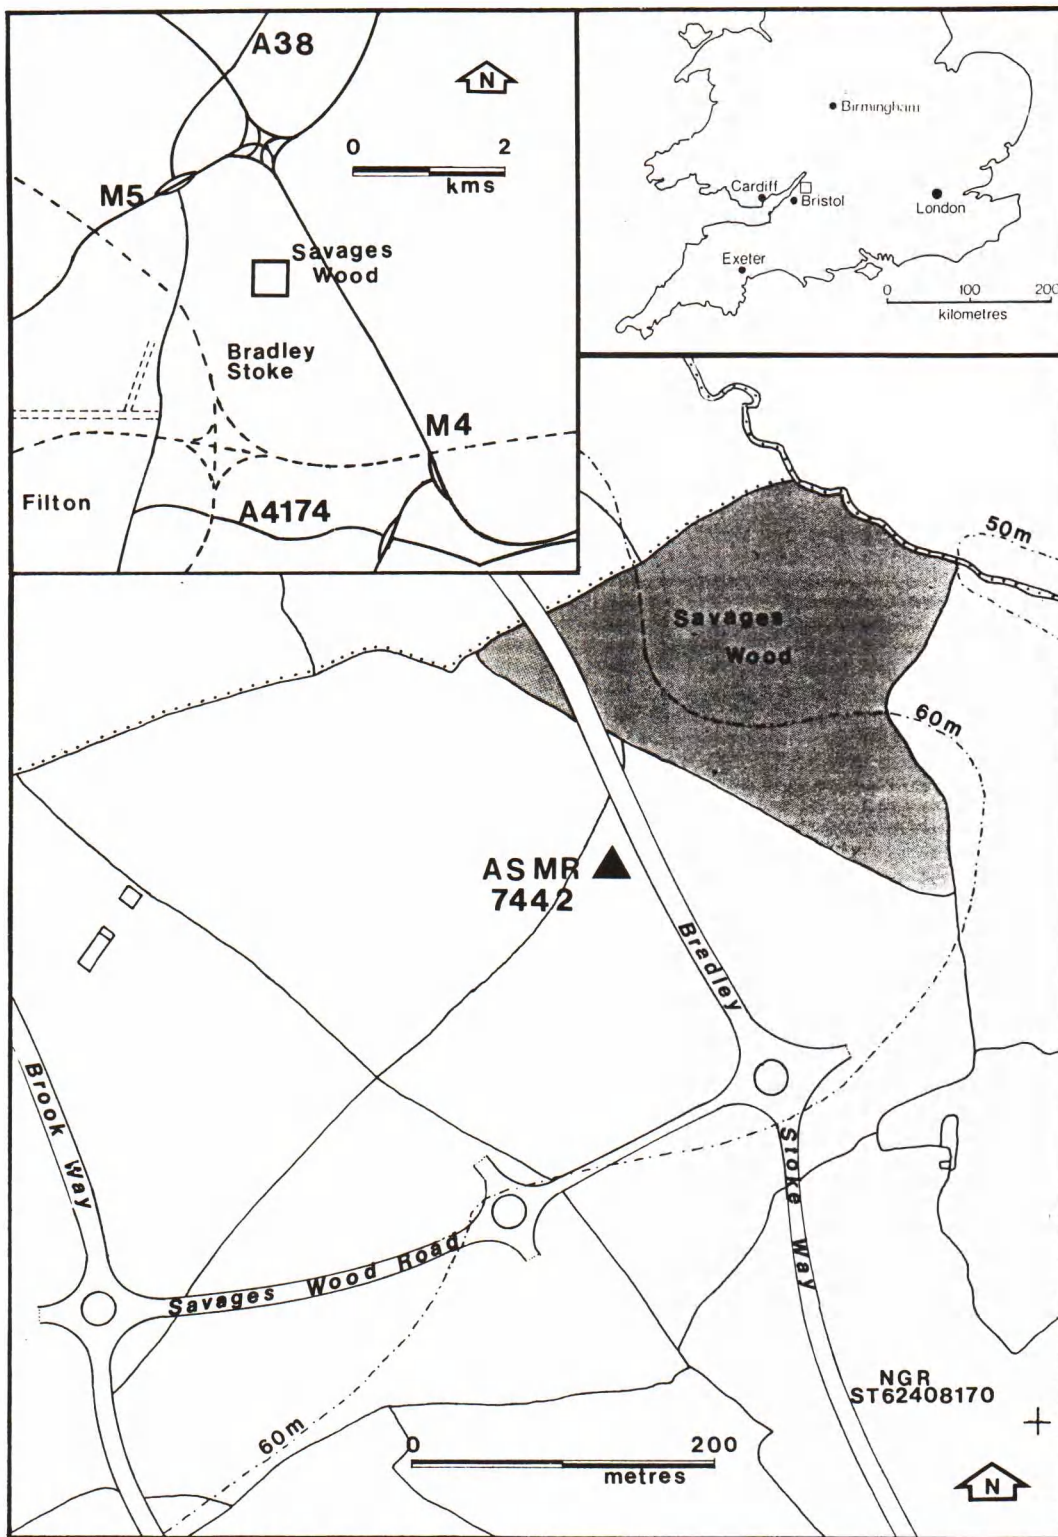 A38
N
0 2
kms
M5
Savages
Wood
Bradley
Stoke
M4
Filton
A4174
Birmingham
Cardiff
Bristol
London
Exeter
0 100 200
kilometres
50m
Savages
Wood
60m
ASMR
7442
Bradley
Stoke Way
Brook Way
Savages Wood Road
NGR
ST62408170
60m
0 200
metres
N